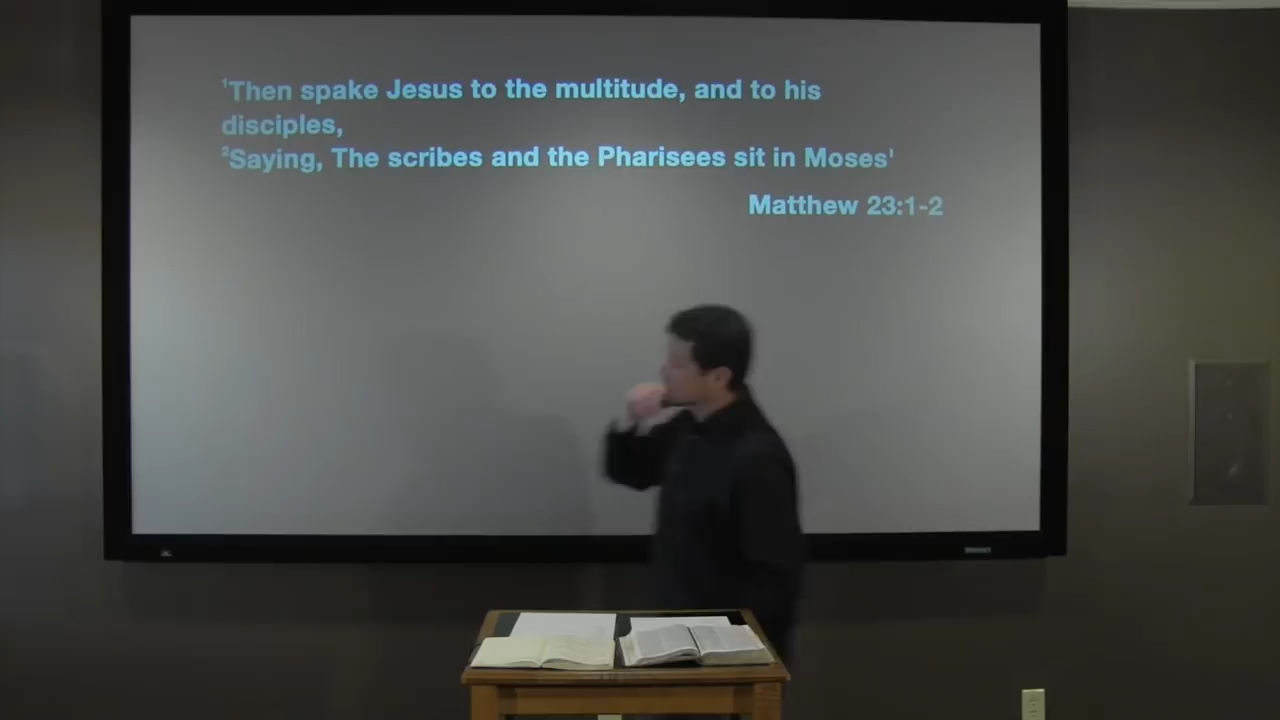 ¹Then spake Jesus to the multitude, and to his
disciples,
²Saying, The scribes and the Pharisees sit in Moses'
Matthew 23:1-2